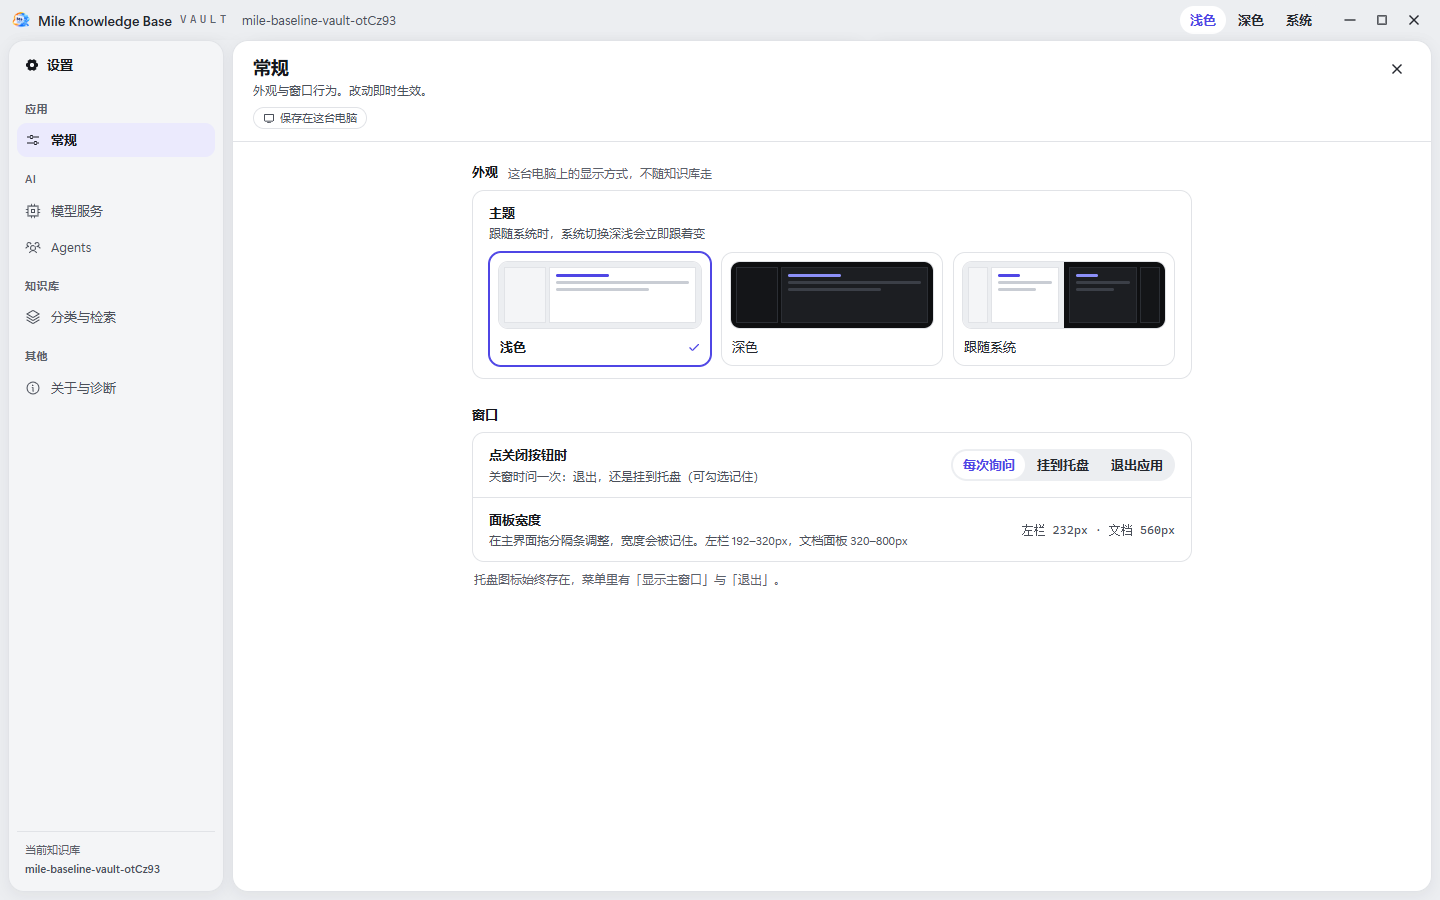 Mile Knowledge Base VAULT mile-baseline-vault-otCz93
浅色 深色 系统
设置
应用
常规
AI
模型服务
Agents
知识库
分类与检索
其他
关于与诊断
当前知识库
mile-baseline-vault-otCz93
常规
外观与窗口行为。改动即时生效。
保存在这台电脑
外观 这台电脑上的显示方式，不随知识库走
主题
跟随系统时，系统切换深浅会立即跟着变
浅色
深色
跟随系统
窗口
点关闭按钮时
关窗时问一次：退出，还是挂到托盘（可勾选记住）
每次询问 挂到托盘 退出应用
面板宽度
在主界面拖分隔条调整，宽度会被记住。左栏 192–320px，文档面板 320–800px
左栏 232px · 文档 560px
托盘图标始终存在，菜单里有「显示主窗口」与「退出」。